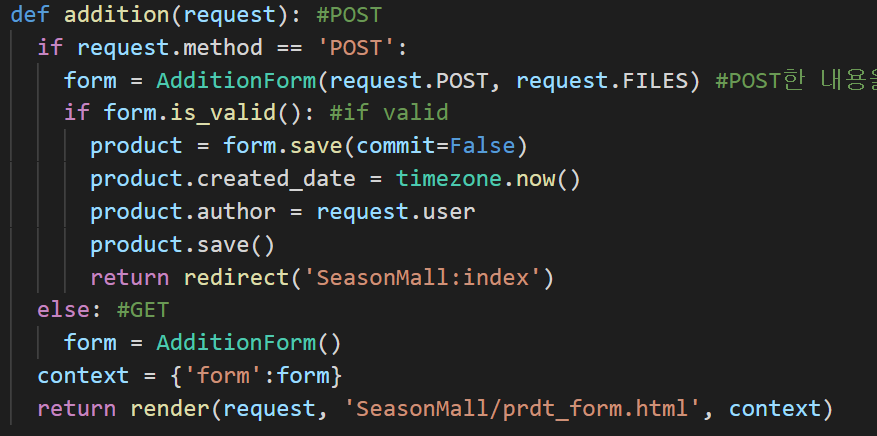 def addition(request): #POST
if request.method == 'POST':
form = AdditionForm(request.POST, request.FILES) #POST한 내용을
if form.is_valid(): #if valid
product = form.save(commit=False)
product.created_date = timezone.now()
product.author = request.user
product.save()
return redirect('SeasonMall:index')
else: #GET
form = AdditionForm()
context = {'form':form}
return render(request, 'SeasonMall/prdt_form.html', context)